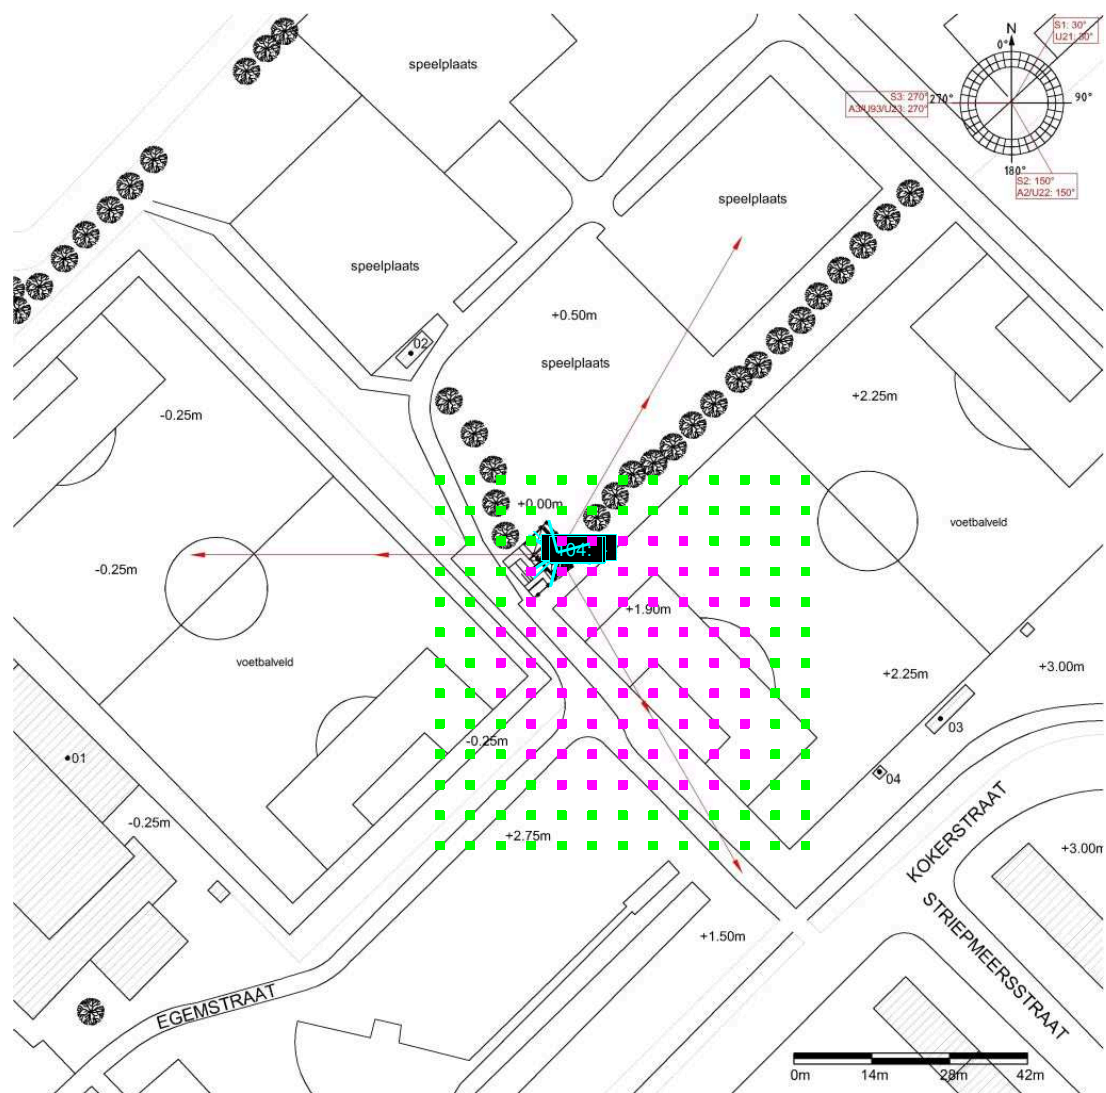 speelplaats
N
0°
S1: 30°
U21: 30°
S3: 270°
A3/U93/U23: 270°
270°
90°
180°
S2: 150°
A2/U22: 150°
speelplaats
speelplaats
+0.50m
02
speelplaats
-0.25m
+2.25m
+0.00m
voetbalveld
-0.25m
+1.90m
voetbalveld
+3.00m
+2.25m
03
-0.25m
01
04
-0.25m
+2.75m
KOKERSTRAAT
+3.00m
STRIEPMEERSSTRAAT
+1.50m
EGEMSTRAAT
0m
14m
28m
42m